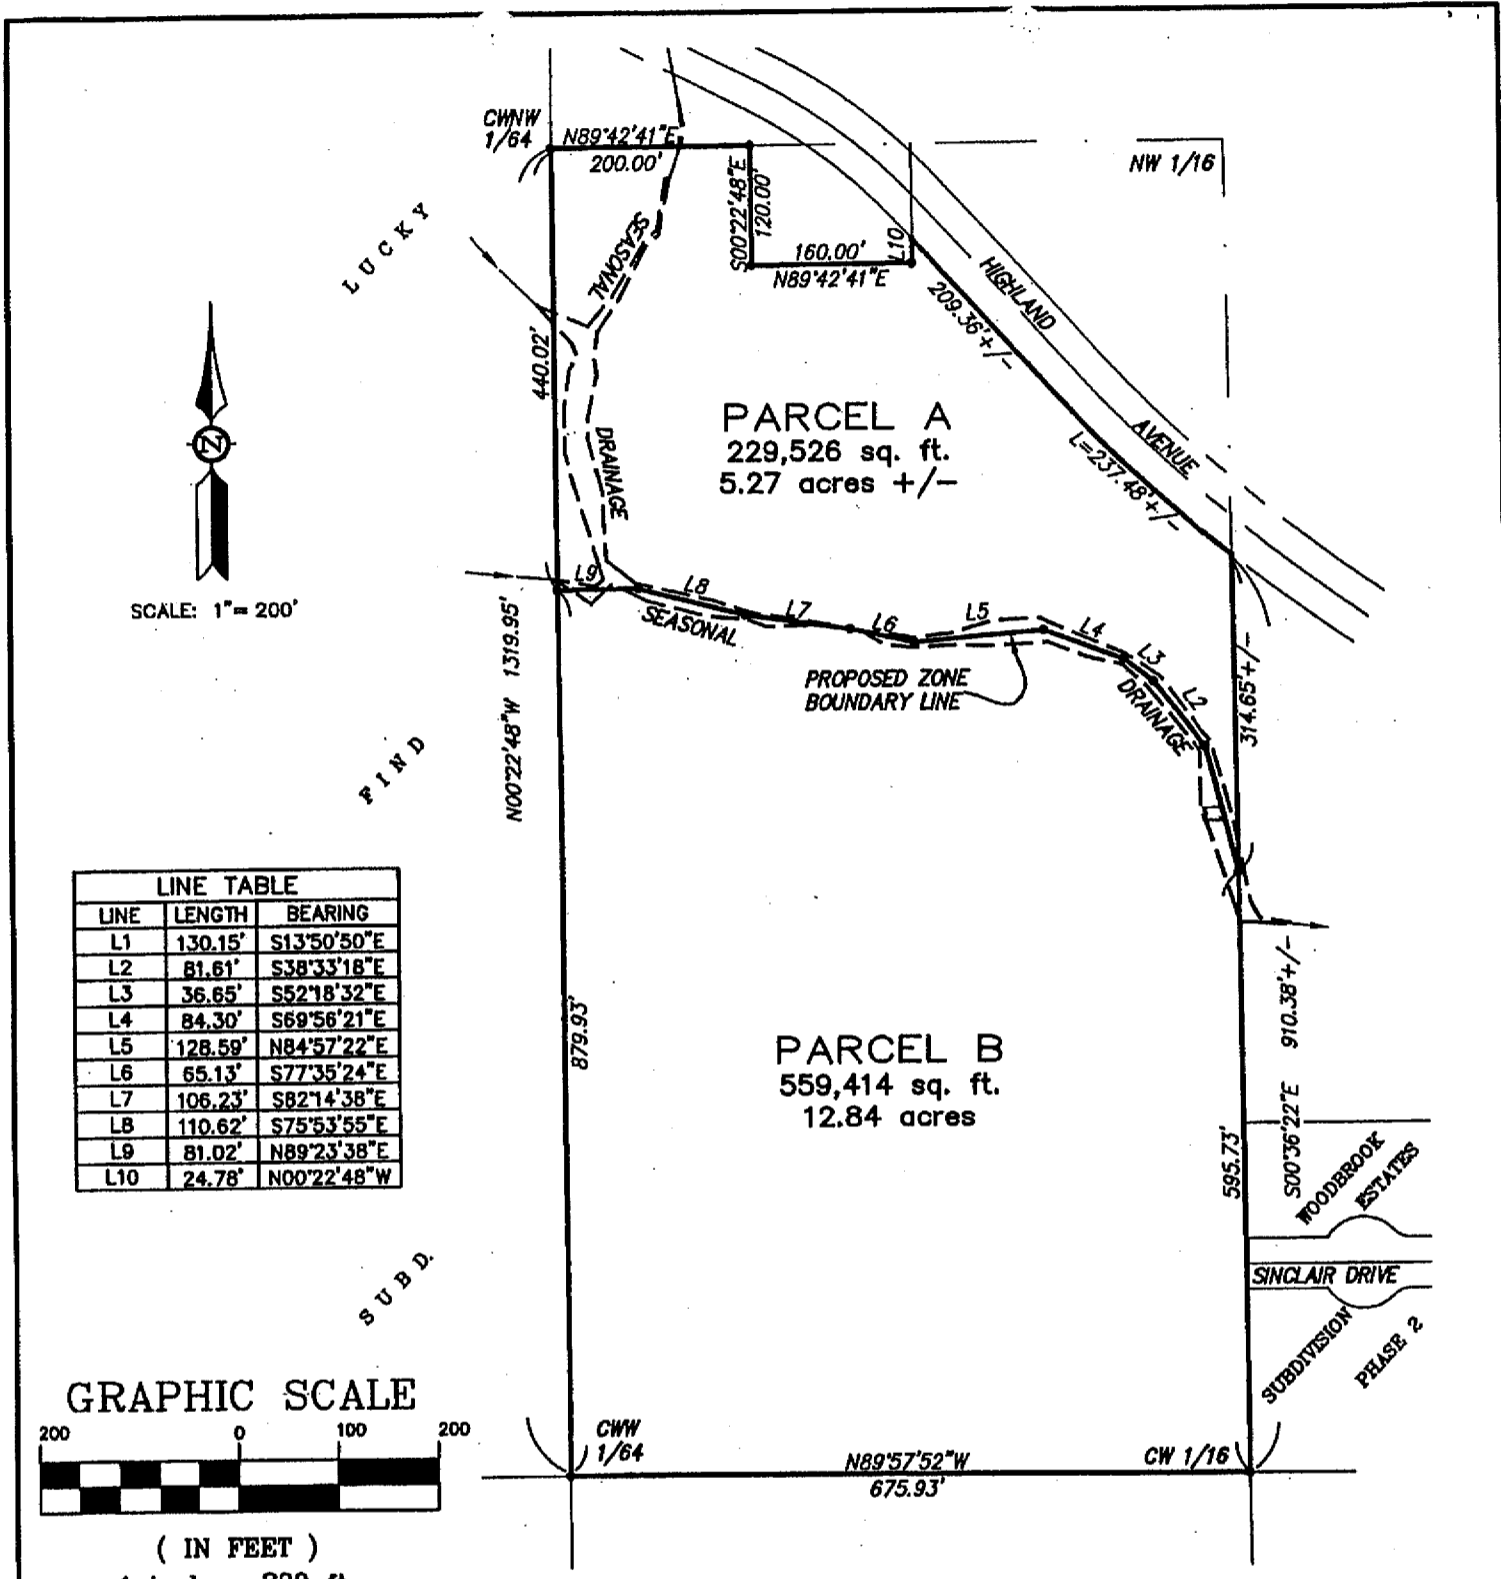 CWNW
1/64
N89°42'41"E
200.00'
NW 1/16
S00°22'48"E
120.00'
L10
160.00'
N89°42'41"E
LUCKY
SEASONAL
HIGHLAND
209.36'+/-
440.02'
PARCEL A
229,526 sq. ft.
5.27 acres +/-
AVENUE
L=237.48'+/-
DRAINAGE
N
SCALE: 1"= 200'
L9
L8
L7
L6
L5
L4
L3
L2
L1
SEASONAL
PROPOSED ZONE
BOUNDARY LINE
DRAINAGE
314.65'+/-
N00°22'48"W 1319.95'
FIND
LINE TABLE
LINE LENGTH BEARING
L1 130.15' S13°50'50"E
L2 81.61' S38°33'18"E
L3 36.65' S52°18'32"E
L4 84.30' S69°56'21"E
L5 128.59' N84°57'22"E
L6 65.13' S77°35'24"E
L7 106.23' S82°14'38"E
L8 110.62' S75°53'55"E
L9 81.02' N89°23'38"E
L10 24.78' N00°22'48"W
879.93'
PARCEL B
559,414 sq. ft.
12.84 acres
S00°36'22"E 910.38'+/-
595.73'
WOODBROOK
ESTATES
SINCLAIR DRIVE
SUBDIVISION
PHASE 2
SUBD.
GRAPHIC SCALE
200 0 100 200
( IN FEET )
CWW
1/64
N89°57'52"W
675.93'
CW 1/16